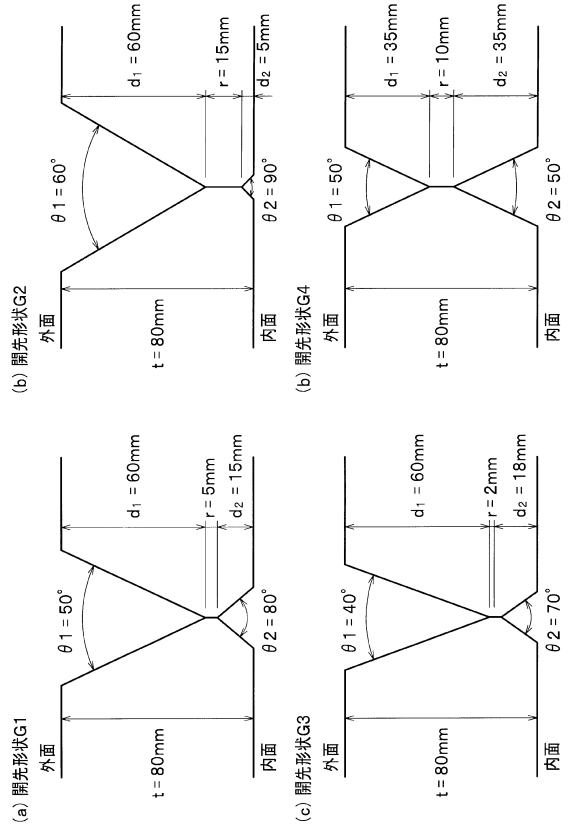 (a) 開先形状G1
外面
θ1=50°
t=80mm
d₁=60mm
r=5mm
d₂=15mm
θ2=80°
内面
(b) 開先形状G2
外面
θ1=60°
t=80mm
d₁=60mm
r=15mm
d₂=5mm
θ2=90°
内面
(c) 開先形状G3
外面
θ1=40°
t=80mm
d₁=60mm
r=2mm
d₂=18mm
θ2=70°
内面
(b) 開先形状G4
外面
θ1=50°
t=80mm
d₁=35mm
r=10mm
d₂=35mm
θ2=50°
内面